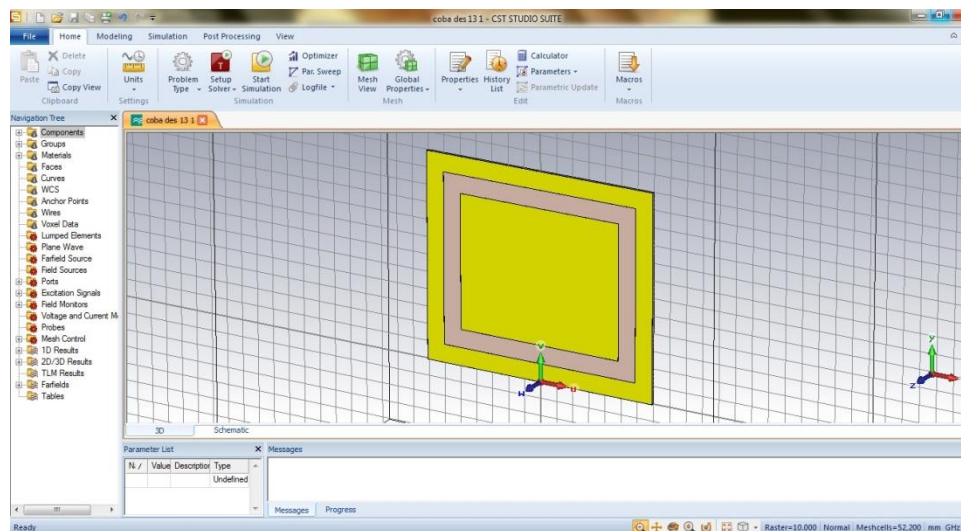 coba des 13 1 - CST STUDIO SUITE
File Home Modeling Simulation Post Processing View
Paste
Delete
Copy
Copy View
Clipboard
Units
Settings
Problem Type
Setup Solver
Start Simulation
Optimizer
Par. Sweep
Logfile
Simulation
Mesh View
Global Properties
Mesh
Properties
History List
Calculator
Parameters
Parametric Update
Edit
Macros
Macros
Navigation Tree
coba des 13 1
Components
Groups
Materials
Faces
Curves
WCS
Anchor Points
Wires
Voxel Data
Lumped Elements
Plane Wave
Farfield Source
Field Sources
Ports
Excitation Signals
Field Monitors
Voltage and Current M
Probes
Mesh Control
1D Results
2D/3D Results
TLM Results
Farfields
Tables
v
u
w
y
z
3D Schematic
Parameter List
N. / Value Description Type
Undefined
Messages
Messages Progress
Ready
Raster=10.000 Normal Meshcells=52,200 mm GHz